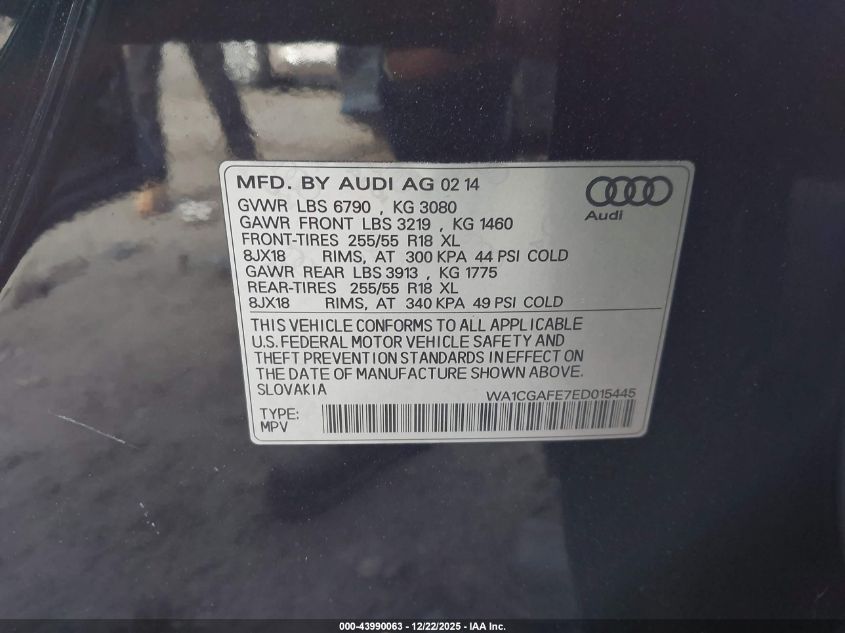 MFD. BY AUDI AG 02 14
Audi
GVWR LBS 6790 , KG 3080
GAWR FRONT LBS 3219 , KG 1460
FRONT-TIRES 255/55 R18 XL
8JX18 RIMS, AT 300 KPA 44 PSI COLD
GAWR REAR LBS 3913 , KG 1775
REAR-TIRES 255/55 R18 XL
8JX18 RIMS, AT 340 KPA 49 PSI COLD
THIS VEHICLE CONFORMS TO ALL APPLICABLE
U.S. FEDERAL MOTOR VEHICLE SAFETY AND
THEFT PREVENTION STANDARDS IN EFFECT ON
THE DATE OF MANUFACTURE SHOWN ABOVE.
SLOVAKIA
WA1CGAFE7ED015445
TYPE:
MPV
000-43990063 - 12/22/2025 - IAA Inc.